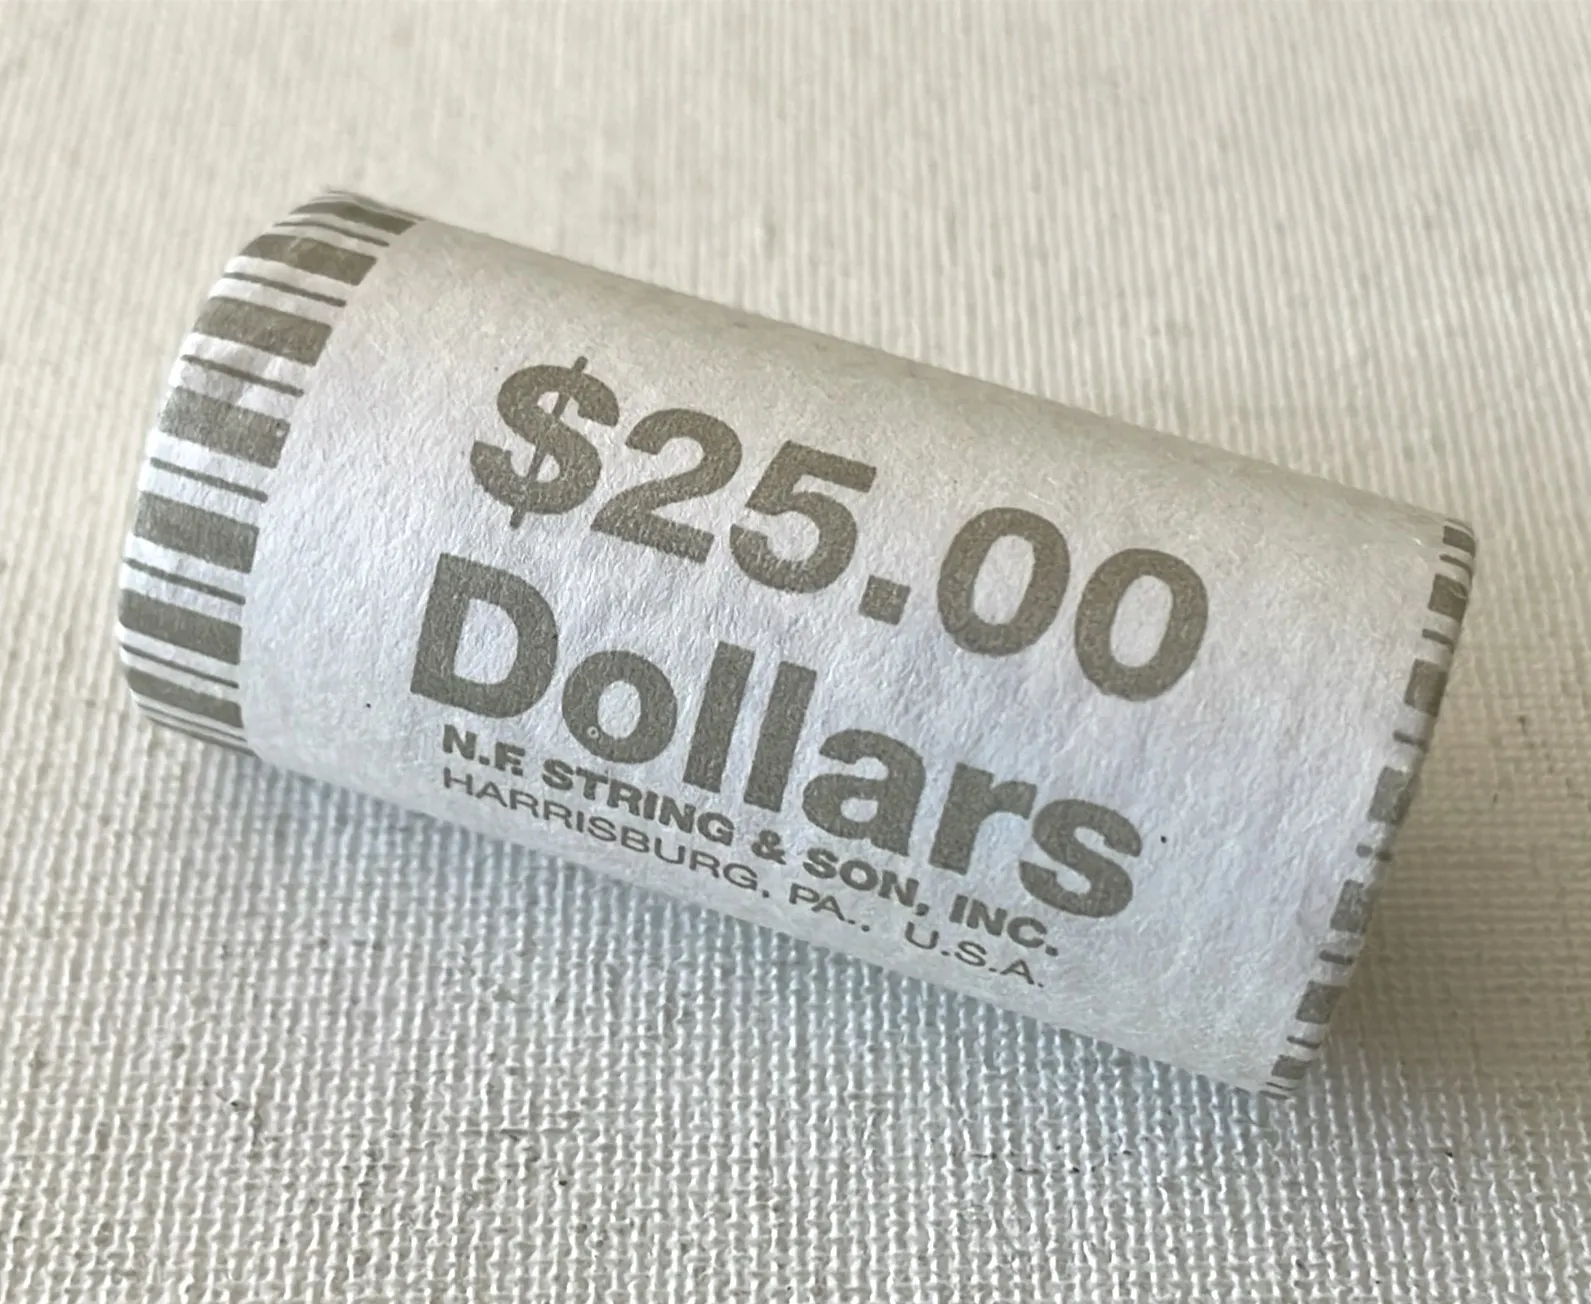 $25.00
Dollars
N.F. STRING & SON, INC.
HARRISBURG, PA.. U.S.A.